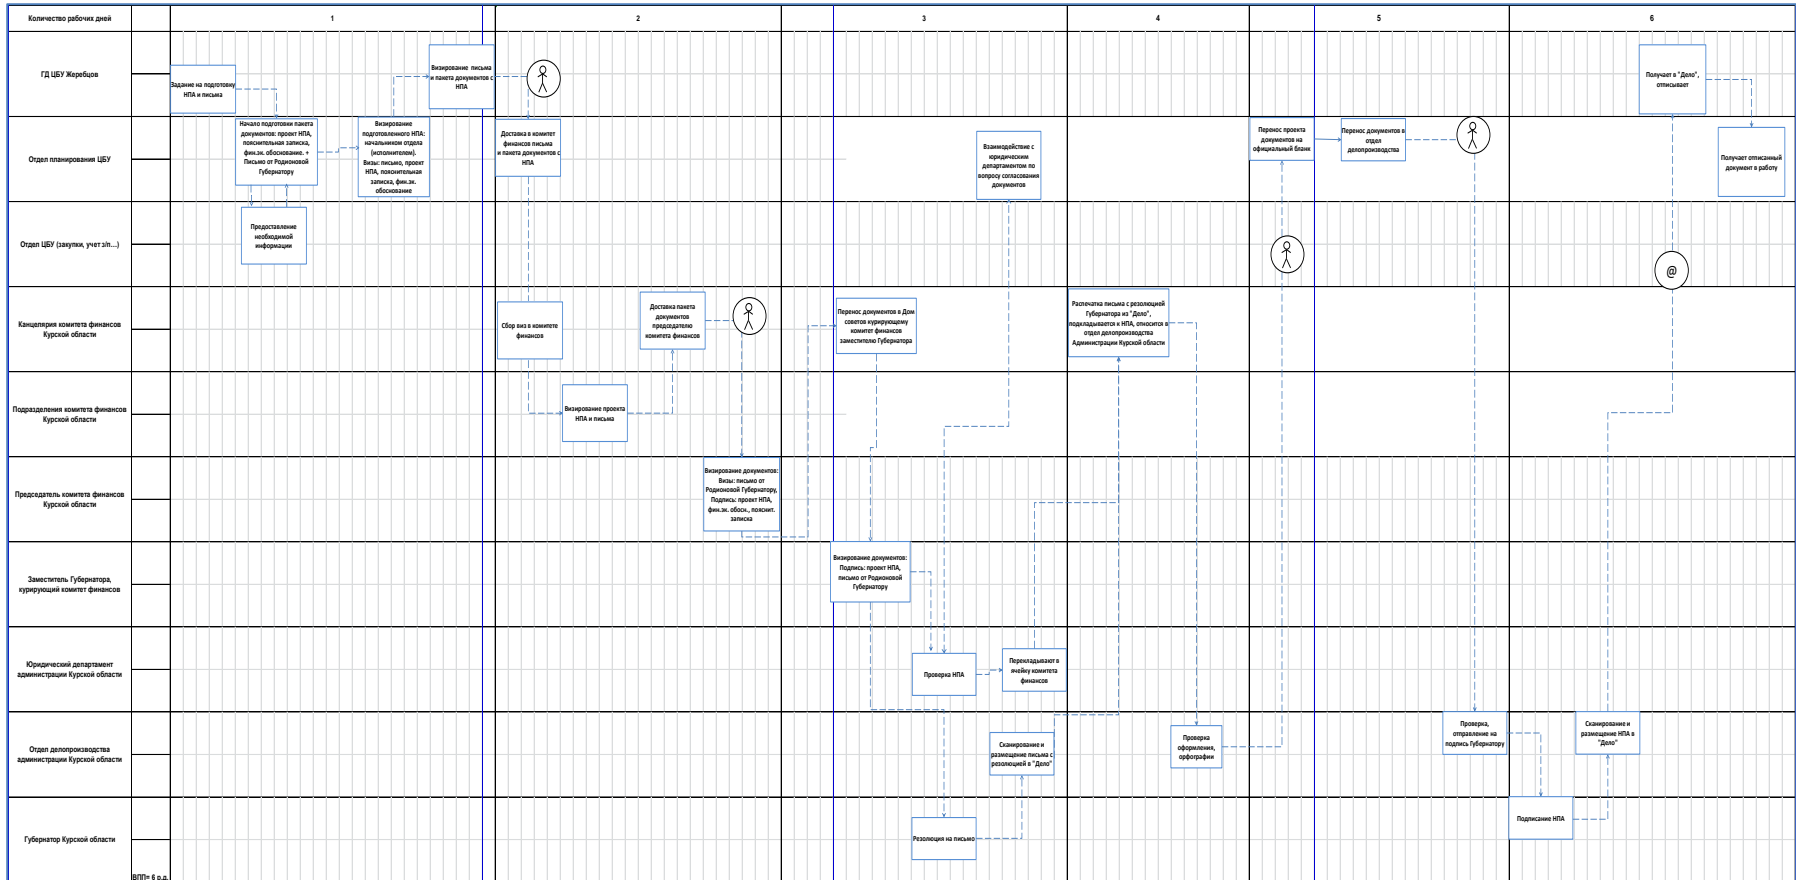 Количество рабочих дней
1
2
3
4
5
6
ГД ЦБУ Жеребцов
Задание на подготовку
НПА и письма
Визирование письма
и пакета документов с
НПА
Получает в "Дело",
отписывает
Отдел планирования ЦБУ
Начало подготовки пакета
документов: проект НПА,
пояснительная записка,
фин.эк. обоснование. +
Письмо от Родионовой
Губернатору
Визирование
подготовленного НПА:
начальником отдела
(исполнителем).
Визы: письмо, проект
НПА, пояснительная
записка, фин.эк.
обоснование
Доставка в комитет
финансов письма
и пакета документов с
НПА
Взаимодействие с
юридическим
департаментом по
вопросу согласования
документов
Перенос проекта
документов на
официальный бланк
Перенос документов в
отдел
делопроизводства
Получает отписанный
документ в работу
Отдел ЦБУ (закупки, учет з/п...)
Предоставление
необходимой
информации
@
Канцелярия комитета финансов
Курской области
Сбор виз в комитете
финансов
Доставка пакета
документов
председателю
комитета финансов
Перенос документов в Дом
советов курирующему
комитет финансов
заместителю Губернатора
Распечатка письма с резолюцией
Губернатора из "Дело",
подкладывается к НПА, относится в
отдел делопроизводства
Администрации Курской области
Подразделения комитета финансов
Курской области
Визирование проекта
НПА и письма
Председатель комитета финансов
Курской области
Визирование документов:
Визы: письмо от
Родионовой Губернатору,
Подпись: проект НПА,
фин.эк. обосн., пояснит.
записка
Заместитель Губернатора,
курирующий комитет финансов
Визирование документов:
Подпись: проект НПА,
письмо от Родионовой
Губернатору
Юридический департамент
администрации Курской области
Проверка НПА
Перекладывают в
ячейку комитета
финансов
Отдел делопроизводства
администрации Курской области
Сканирование и
размещение письма с
резолюцией в "Дело"
Проверка
оформления,
орфографии
Проверка,
отправление на
подпись Губернатору
Сканирование и
размещение НПА в
"Дело"
Губернатор Курской области
Резолюция на письмо
Подписание НПА
ВПП= 6 р.д.